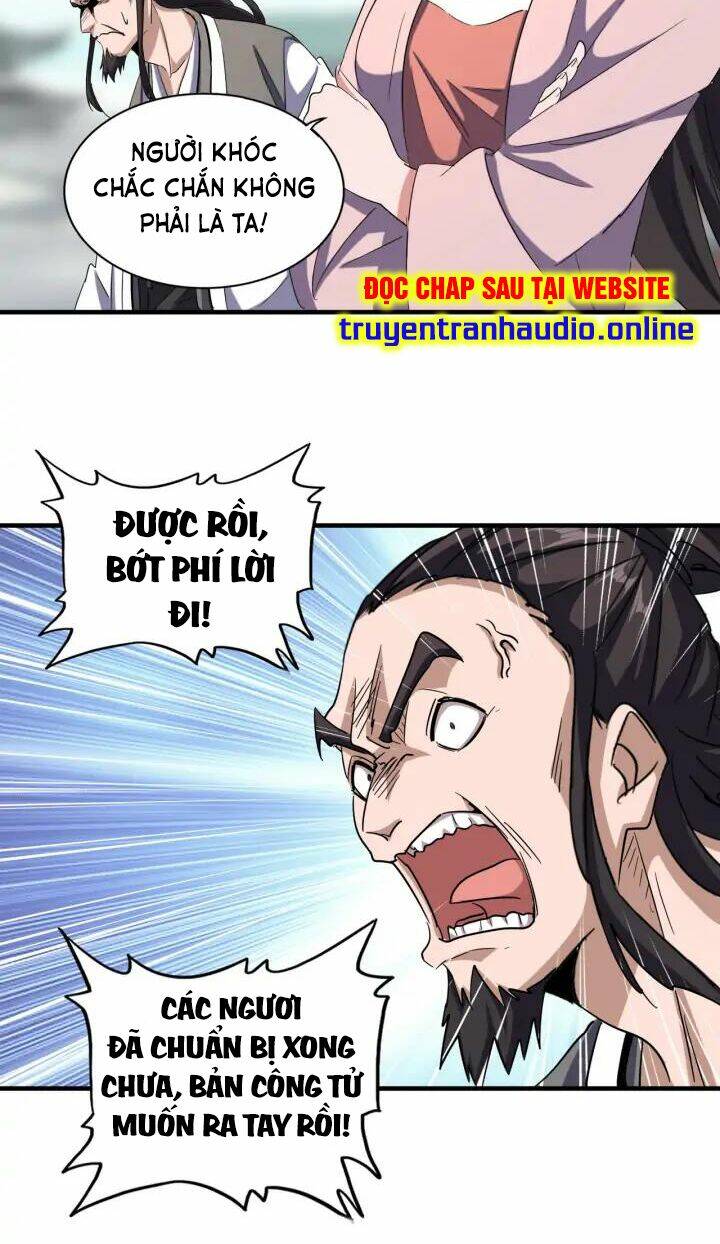 NGƯỜI KHÓC
CHẮC CHẮN KHÔNG
PHẢI LÀ TA!
ĐỌC CHAP SAU TẠI WEBSITE
truyentranhaudio.online
ĐƯỢC RỒI,
BỚT PHÍ LỜI
ĐI!
CÁC NGƯƠI
ĐÃ CHUẨN BỊ XONG
CHƯA, BẢN CÔNG TỬ
MUỐN RA TAY RỒI!